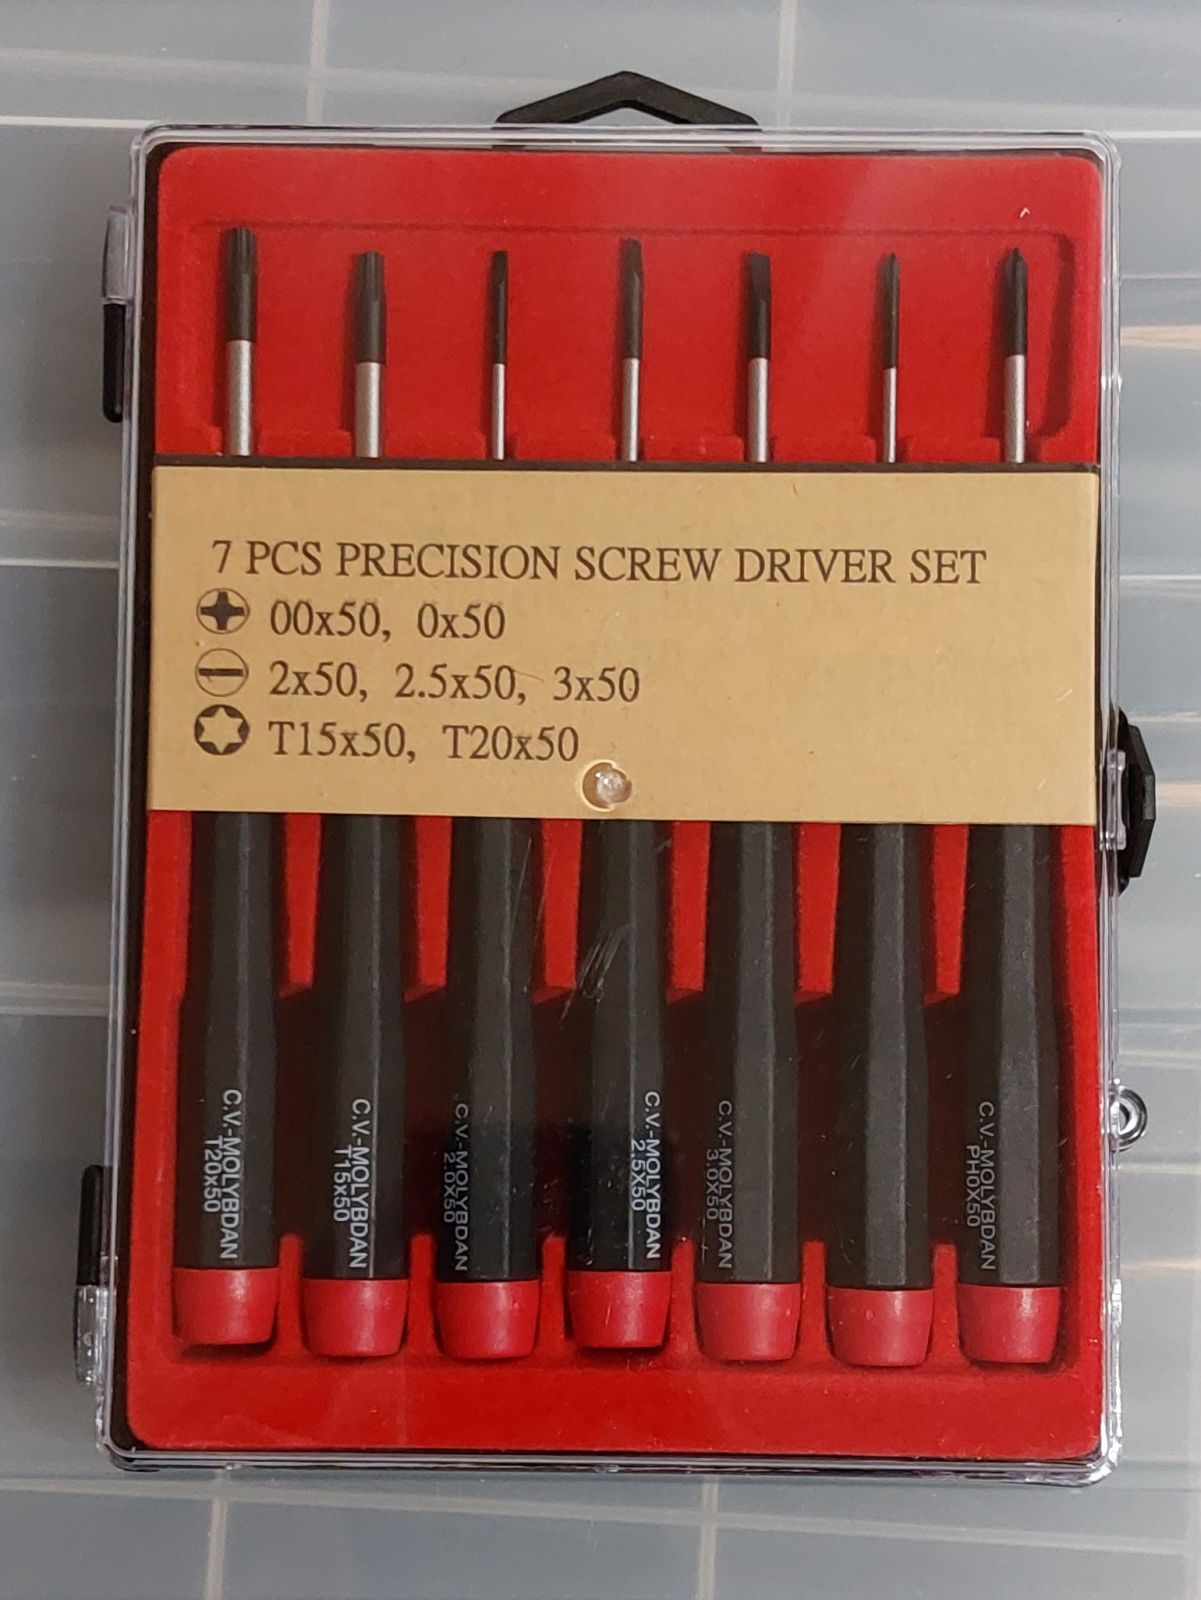 7 PCS PRECISION SCREW DRIVER SET
00x50, 0x50
2x50, 2.5x50, 3x50
T15x50, T20x50
C.V.-MOLYBDAN
T20x50
C.V.-MOLYBDAN
T15x50
C.V.-MOLYBDAN
2.0X50
C.V.-MOLYBDAN
2.5X50
C.V.-MOLYBDAN
3.0X50
C.V.-MOLYBDAN
PH0X50